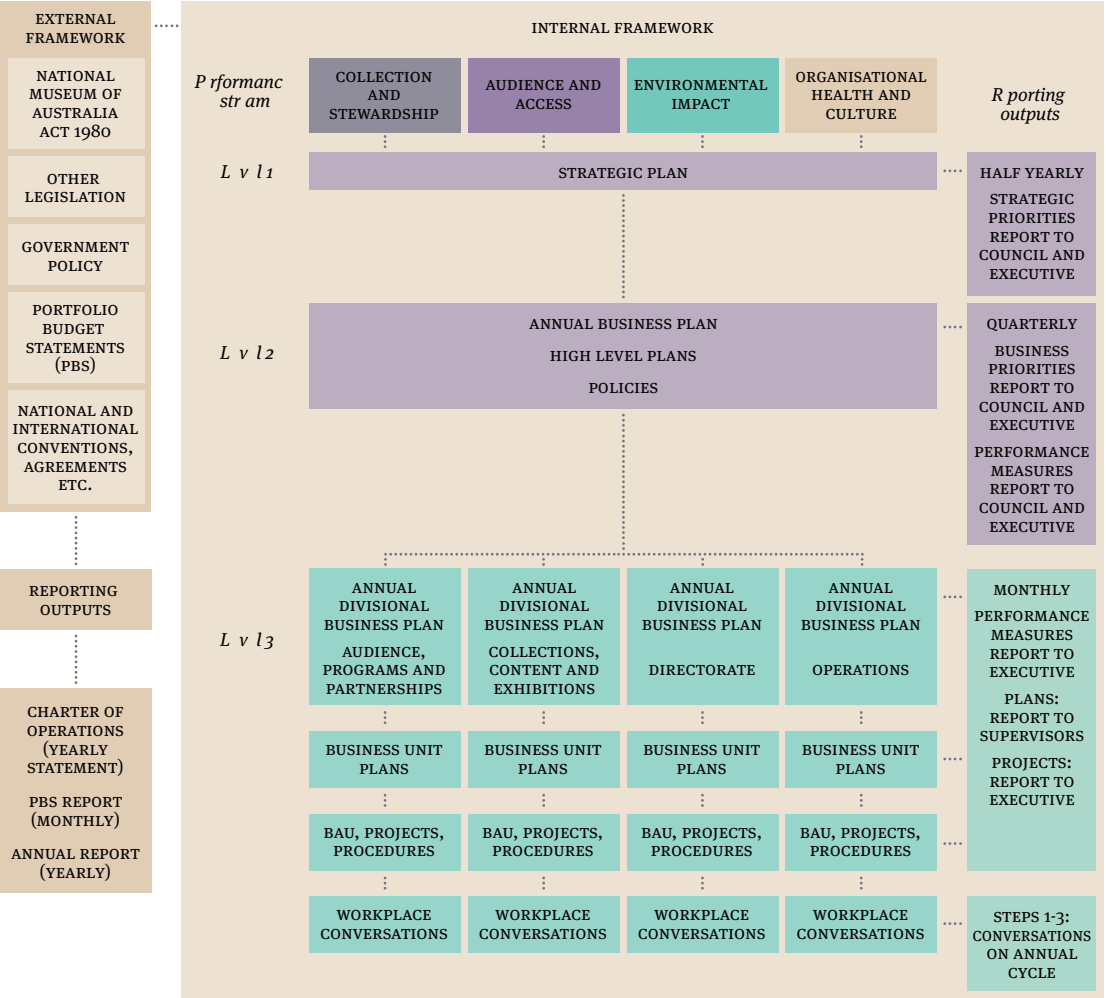 EXTERNAL
FRAMEWORK
NATIONAL
MUSEUM OF
AUSTRALIA
ACT 1980
OTHER
LEGISLATION
GOVERNMENT
POLICY
PORTFOLIO
BUDGET
STATEMENTS
(PBS)
NATIONAL AND
INTERNATIONAL
CONVENTIONS,
AGREEMENTS
ETC.
REPORTING
OUTPUTS
CHARTER OF
OPERATIONS
(YEARLY
STATEMENT)
PBS REPORT
(MONTHLY)
ANNUAL REPORT
(YEARLY)
INTERNAL FRAMEWORK
P rformanc
str am
COLLECTION
AND
STEWARDSHIP
AUDIENCE AND
ACCESS
ENVIRONMENTAL
IMPACT
ORGANISATIONAL
HEALTH AND
CULTURE
R porting
outputs
L v l 1
STRATEGIC PLAN
HALF YEARLY
STRATEGIC
PRIORITIES
REPORT TO
COUNCIL AND
EXECUTIVE
L v l 2
ANNUAL BUSINESS PLAN
HIGH LEVEL PLANS
POLICIES
QUARTERLY
BUSINESS
PRIORITIES
REPORT TO
COUNCIL AND
EXECUTIVE
PERFORMANCE
MEASURES
REPORT TO
COUNCIL AND
EXECUTIVE
L v l 3
ANNUAL
DIVISIONAL
BUSINESS PLAN
AUDIENCE,
PROGRAMS AND
PARTNERSHIPS
ANNUAL
DIVISIONAL
BUSINESS PLAN
COLLECTIONS,
CONTENT AND
EXHIBITIONS
ANNUAL
DIVISIONAL
BUSINESS PLAN
DIRECTORATE
ANNUAL
DIVISIONAL
BUSINESS PLAN
OPERATIONS
MONTHLY
PERFORMANCE
MEASURES
REPORT TO
EXECUTIVE
PLANS:
REPORT TO
SUPERVISORS
PROJECTS:
REPORT TO
EXECUTIVE
BUSINESS UNIT
PLANS
BUSINESS UNIT
PLANS
BUSINESS UNIT
PLANS
BUSINESS UNIT
PLANS
BAU, PROJECTS,
PROCEDURES
BAU, PROJECTS,
PROCEDURES
BAU, PROJECTS,
PROCEDURES
BAU, PROJECTS,
PROCEDURES
WORKPLACE
CONVERSATIONS
WORKPLACE
CONVERSATIONS
WORKPLACE
CONVERSATIONS
WORKPLACE
CONVERSATIONS
STEPS 1-3:
CONVERSATIONS
ON ANNUAL
CYCLE